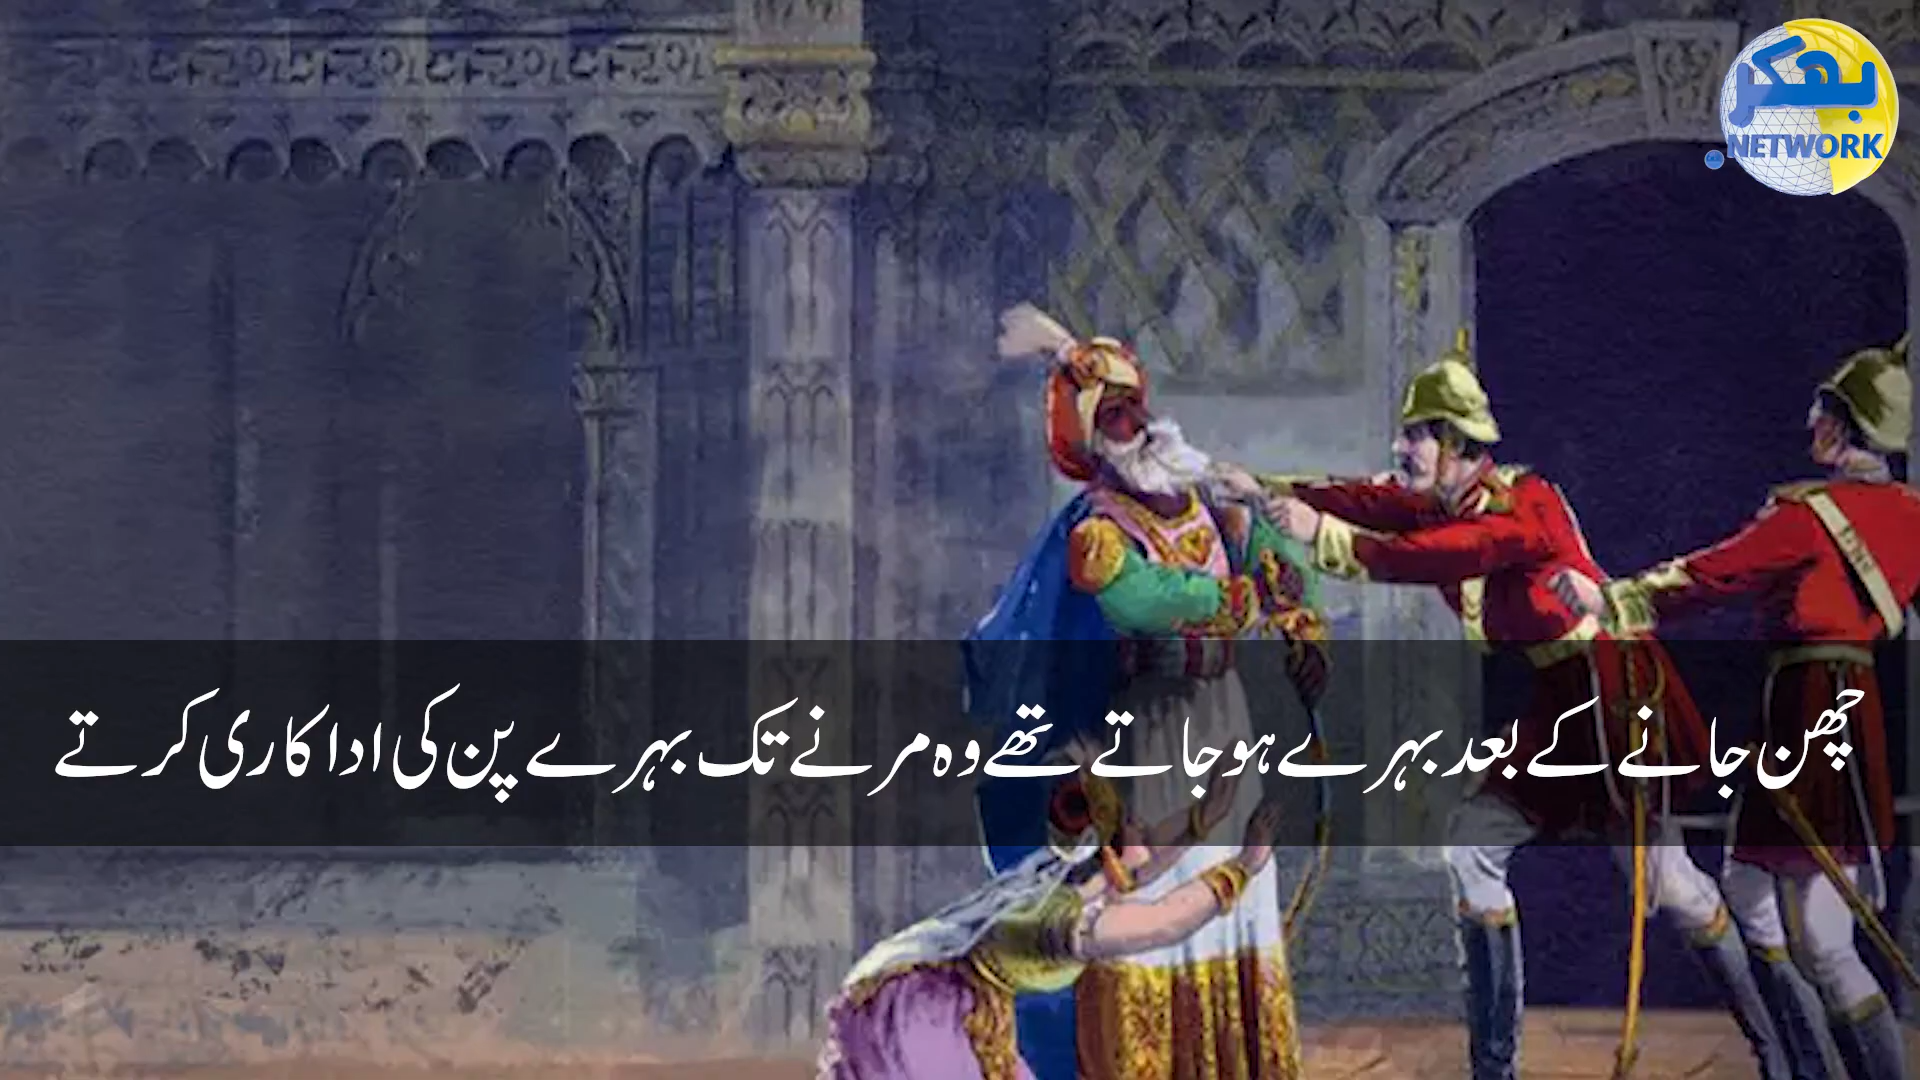 بھکر
NETWORK
چھن جانے کے بعد بہرے ہو جاتے تھے وہ مرنے تک بہرے پن کی اداکاری کرتے